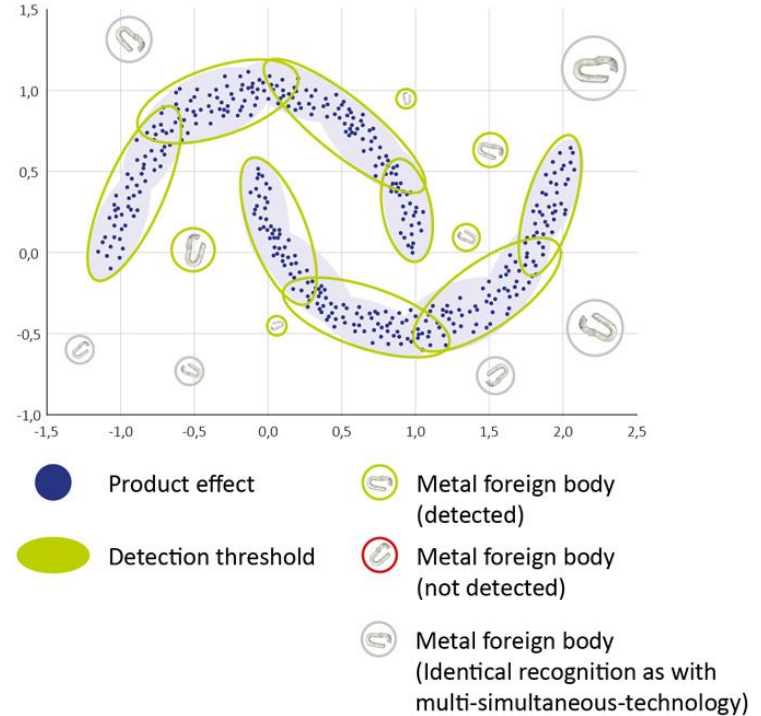 1,5
1,0
0,5
0,0
-0,5
-1,0
-1,5 -1,0 -0,5 0,0 0,5 1,0 1,5 2,0 2,5
Product effect
Detection threshold
Metal foreign body
(detected)
Metal foreign body
(not detected)
Metal foreign body
(Identical recognition as with
multi-simultaneous-technology)